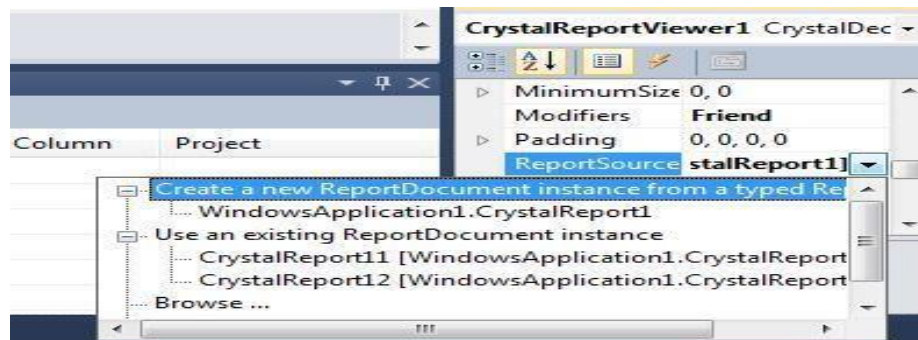 CrystalReportViewer1 CrystalDec
MinimumSize 0, 0
Modifiers Friend
Padding 0, 0, 0, 0
ReportSource stalReport1]
Column Project
Create a new ReportDocument instance from a typed Re
WindowsApplication1.CrystalReport1
Use an existing ReportDocument instance
CrystalReport11 [WindowsApplication1.CrystalReport
CrystalReport12 [WindowsApplication1.CrystalReport
Browse ...